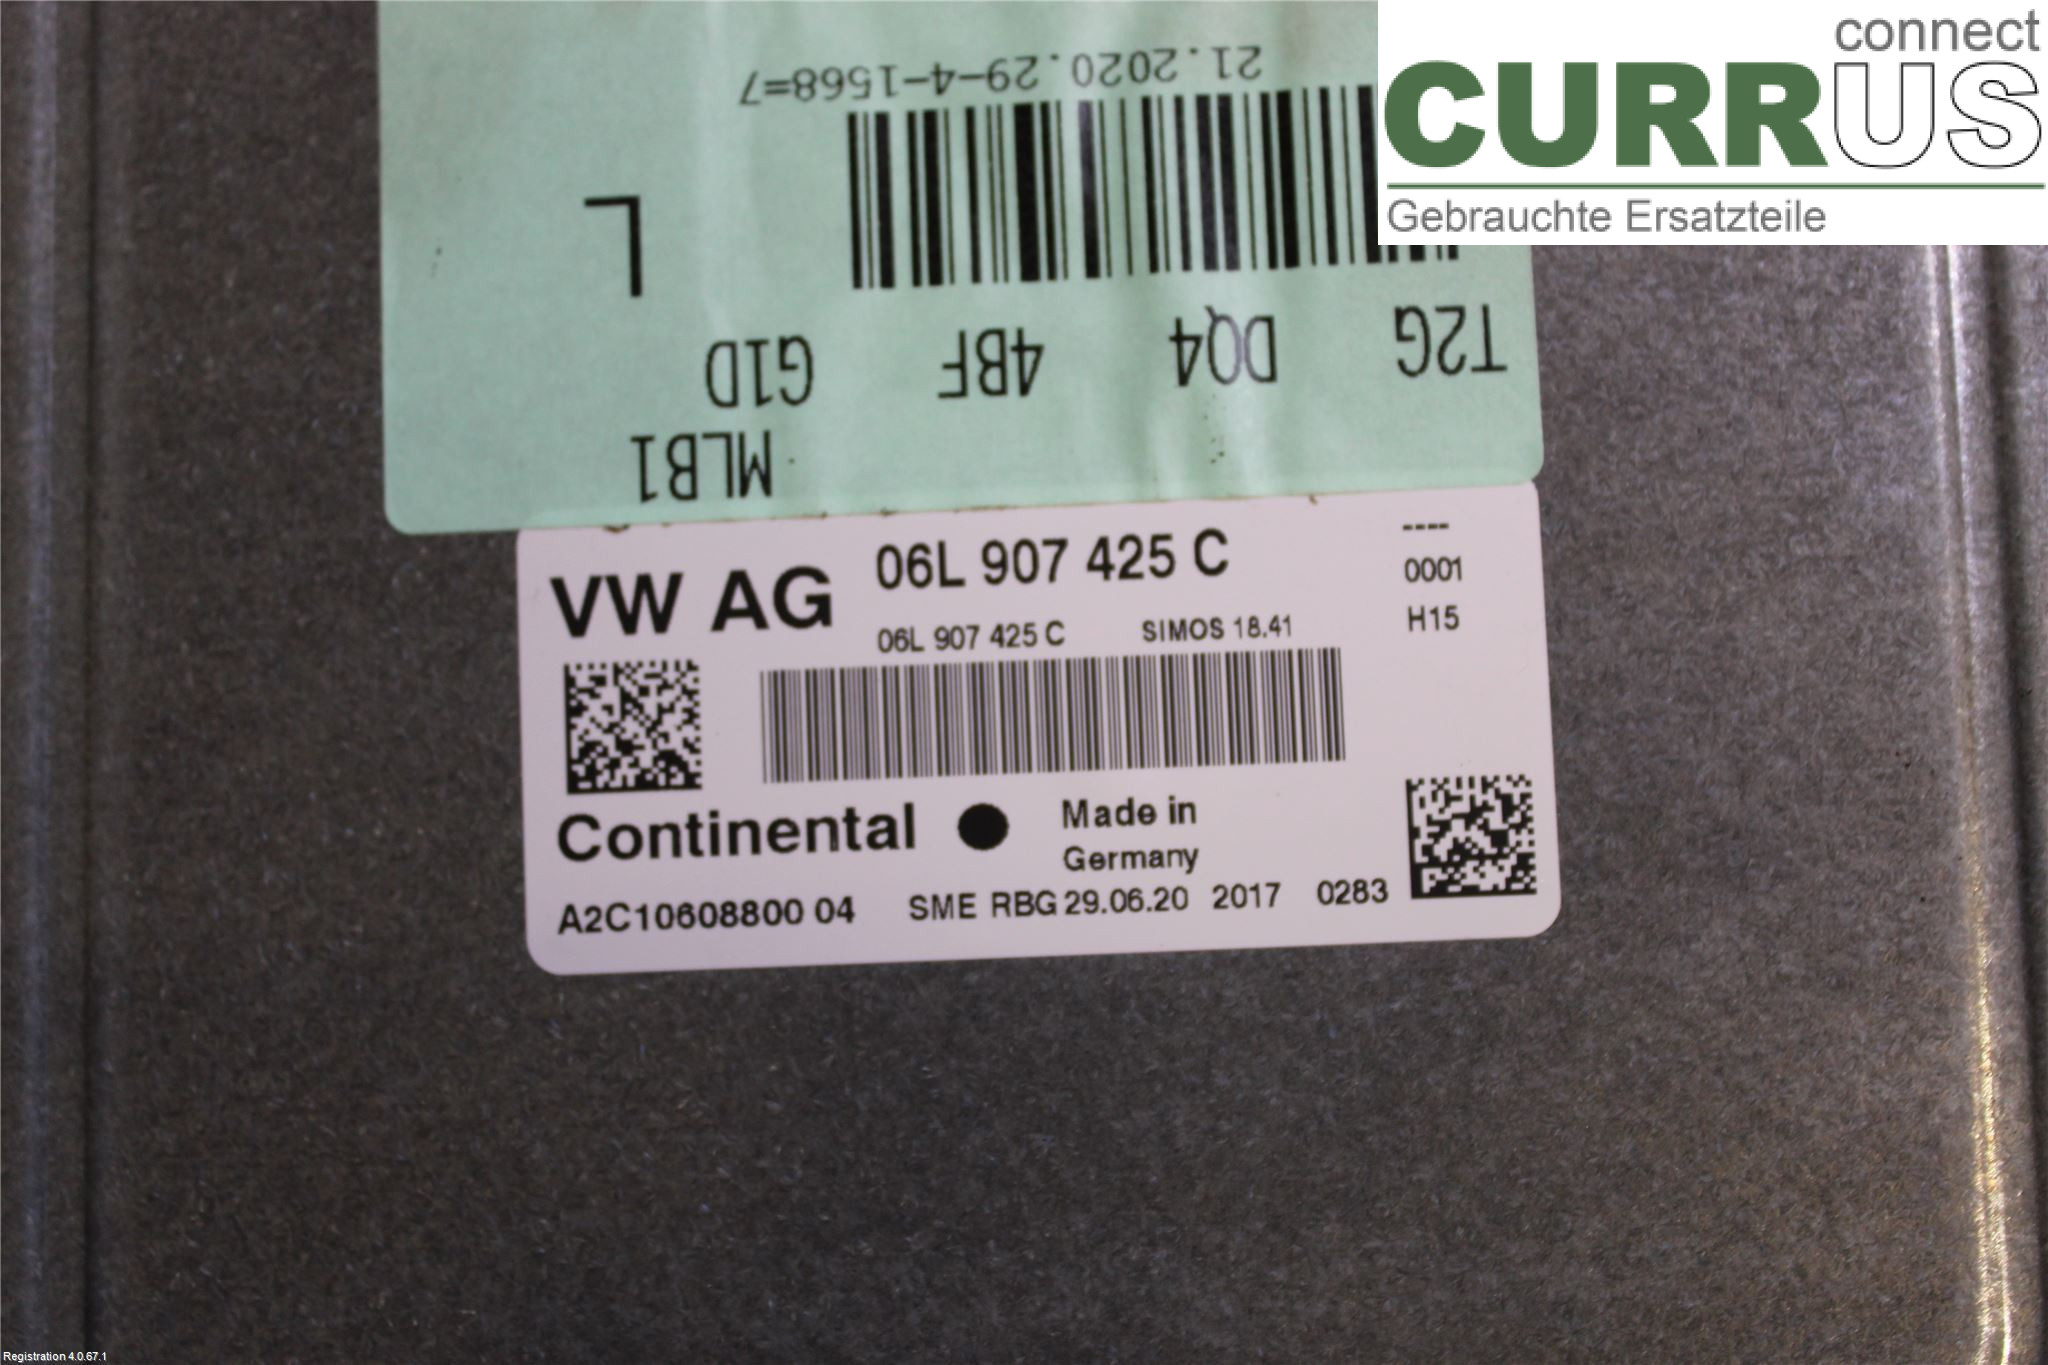 connect
CURRUS
Gebrauchte Ersatzteile
21.2020.29-4-1568=7
L
T2G DQ4 4BF G1D
MLB1
VW AG 06L 907 425 C ----
0001
06L 907 425 C SIMOS 18.41 H15
Continental Made in
Germany
A2C10608800 04 SME RBG 29.06.20 2017 0283
Registration 4.0.67.1